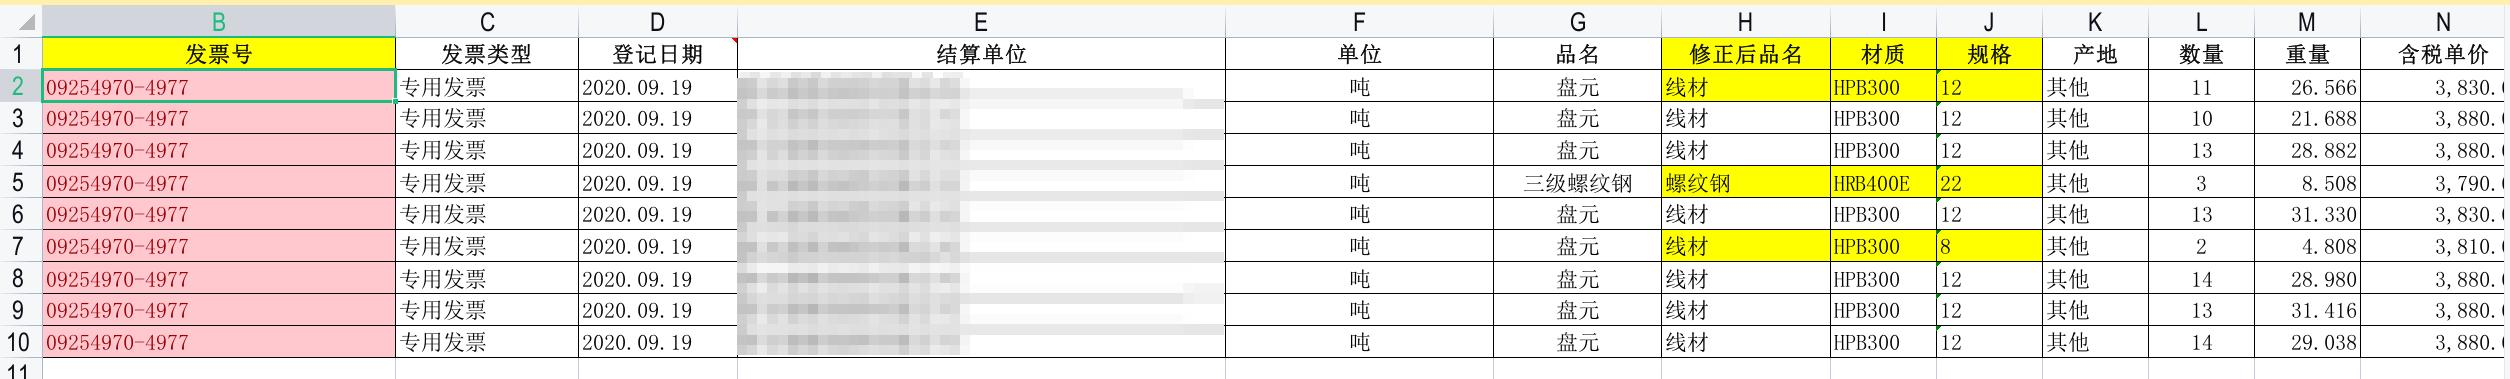 B C D E F G H I J K L M N
1 发票号 发票类型 登记日期 结算单位 单位 品名 修正后品名 材质 规格 产地 数量 重量 含税单价
2 09254970-4977 专用发票 2020.09.19 吨 盘元 线材 HPB300 12 其他 11 26.566 3,830.
3 09254970-4977 专用发票 2020.09.19 吨 盘元 线材 HPB300 12 其他 10 21.688 3,880.
4 09254970-4977 专用发票 2020.09.19 吨 盘元 线材 HPB300 12 其他 13 28.882 3,880.
5 09254970-4977 专用发票 2020.09.19 吨 三级螺纹钢 螺纹钢 HRB400E 22 其他 3 8.508 3,790.
6 09254970-4977 专用发票 2020.09.19 吨 盘元 线材 HPB300 12 其他 13 31.330 3,830.
7 09254970-4977 专用发票 2020.09.19 吨 盘元 线材 HPB300 8 其他 2 4.808 3,810.
8 09254970-4977 专用发票 2020.09.19 吨 盘元 线材 HPB300 12 其他 14 28.980 3,880.
9 09254970-4977 专用发票 2020.09.19 吨 盘元 线材 HPB300 12 其他 13 31.416 3,880.
10 09254970-4977 专用发票 2020.09.19 吨 盘元 线材 HPB300 12 其他 14 29.038 3,880.
11